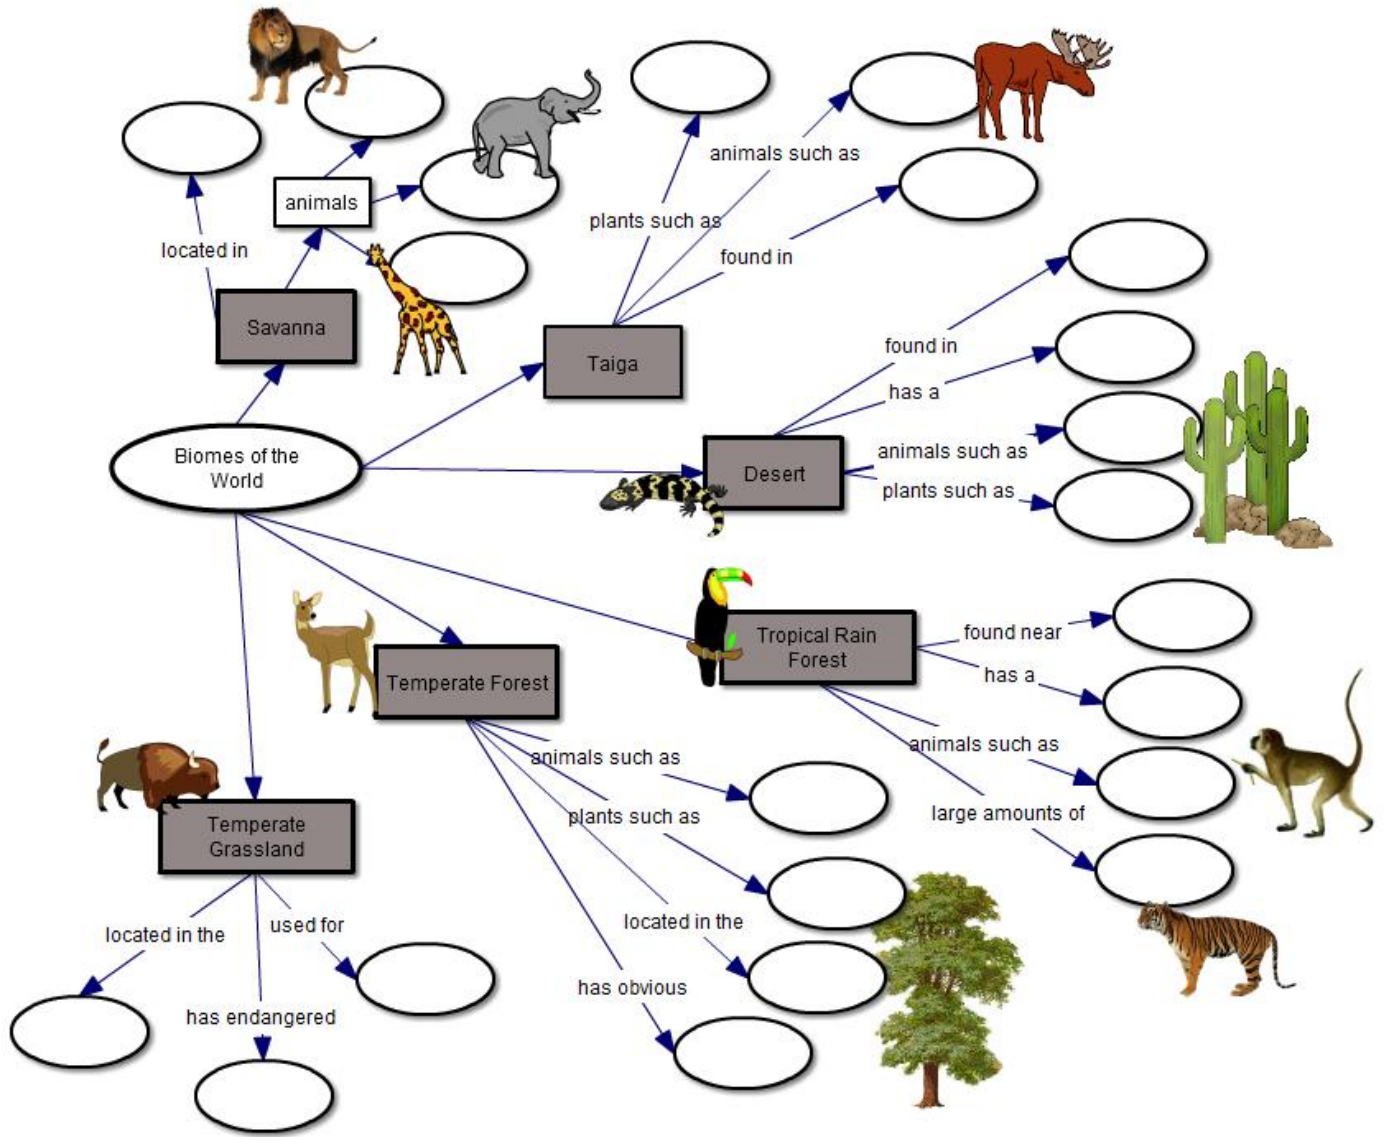 animals
located in
Savanna
plants such as
animals such as
found in
Taiga
found in
has a
animals such as
plants such as
Desert
Biomes of the
World
found near
has a
animals such as
large amounts of
Tropical Rain
Forest
Temperate Forest
animals such as
plants such as
located in the
has obvious
Temperate
Grassland
located in the
used for
has endangered